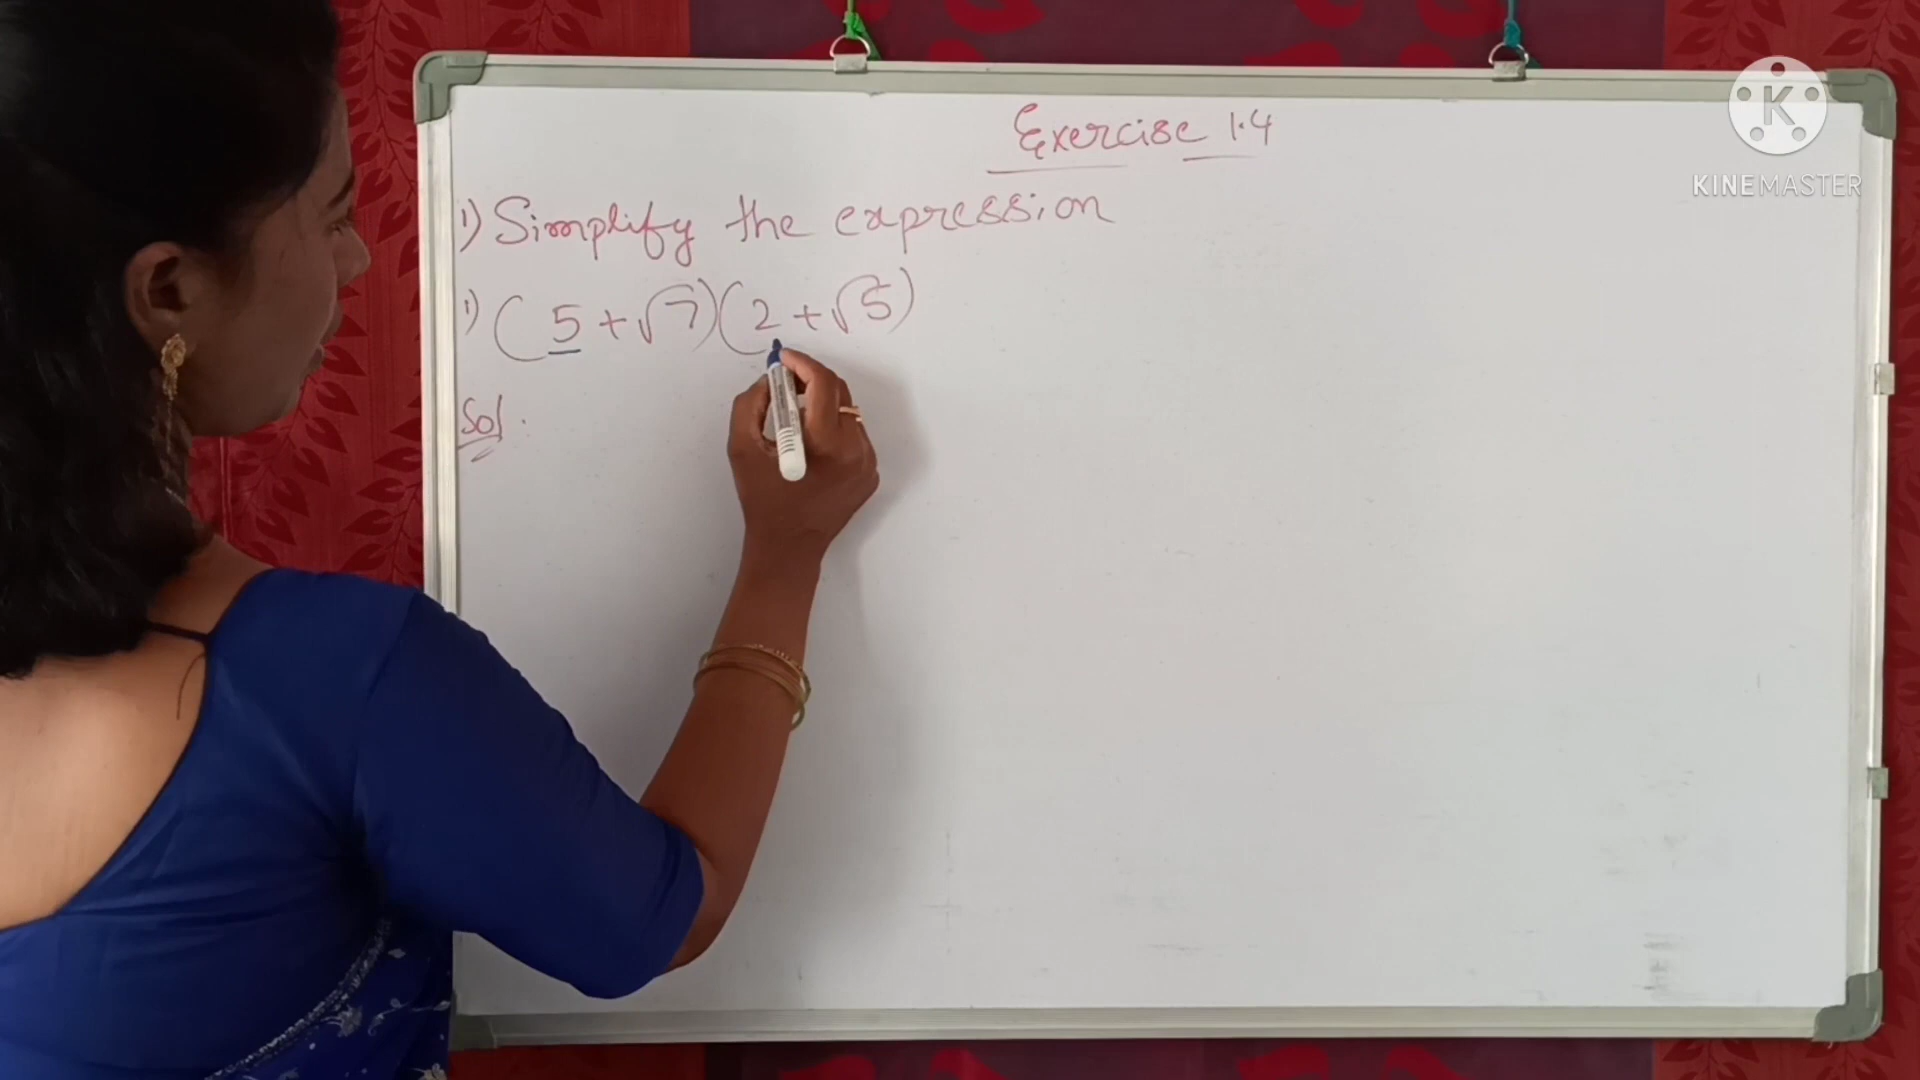 Exercise 1.4
1) Simplify the expression
1) (5 + √7)(2 + √5)
Sol.
K
KINEMASTER